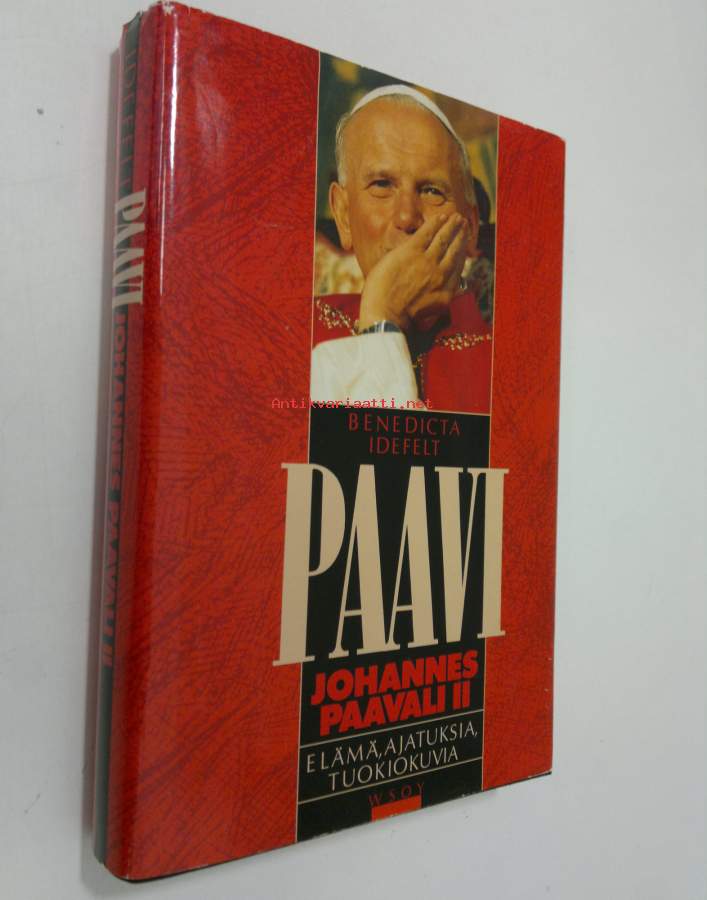 Antikvariaatti.net
BENEDICTA
IDEFELT
PAAVI
JOHANNES
PAAVALI II
ELÄMÄ, AJATUKSIA,
TUOKIOKUVIA
WSOY
IDEFELT
PAAVI JOHANNES PAAVALI II